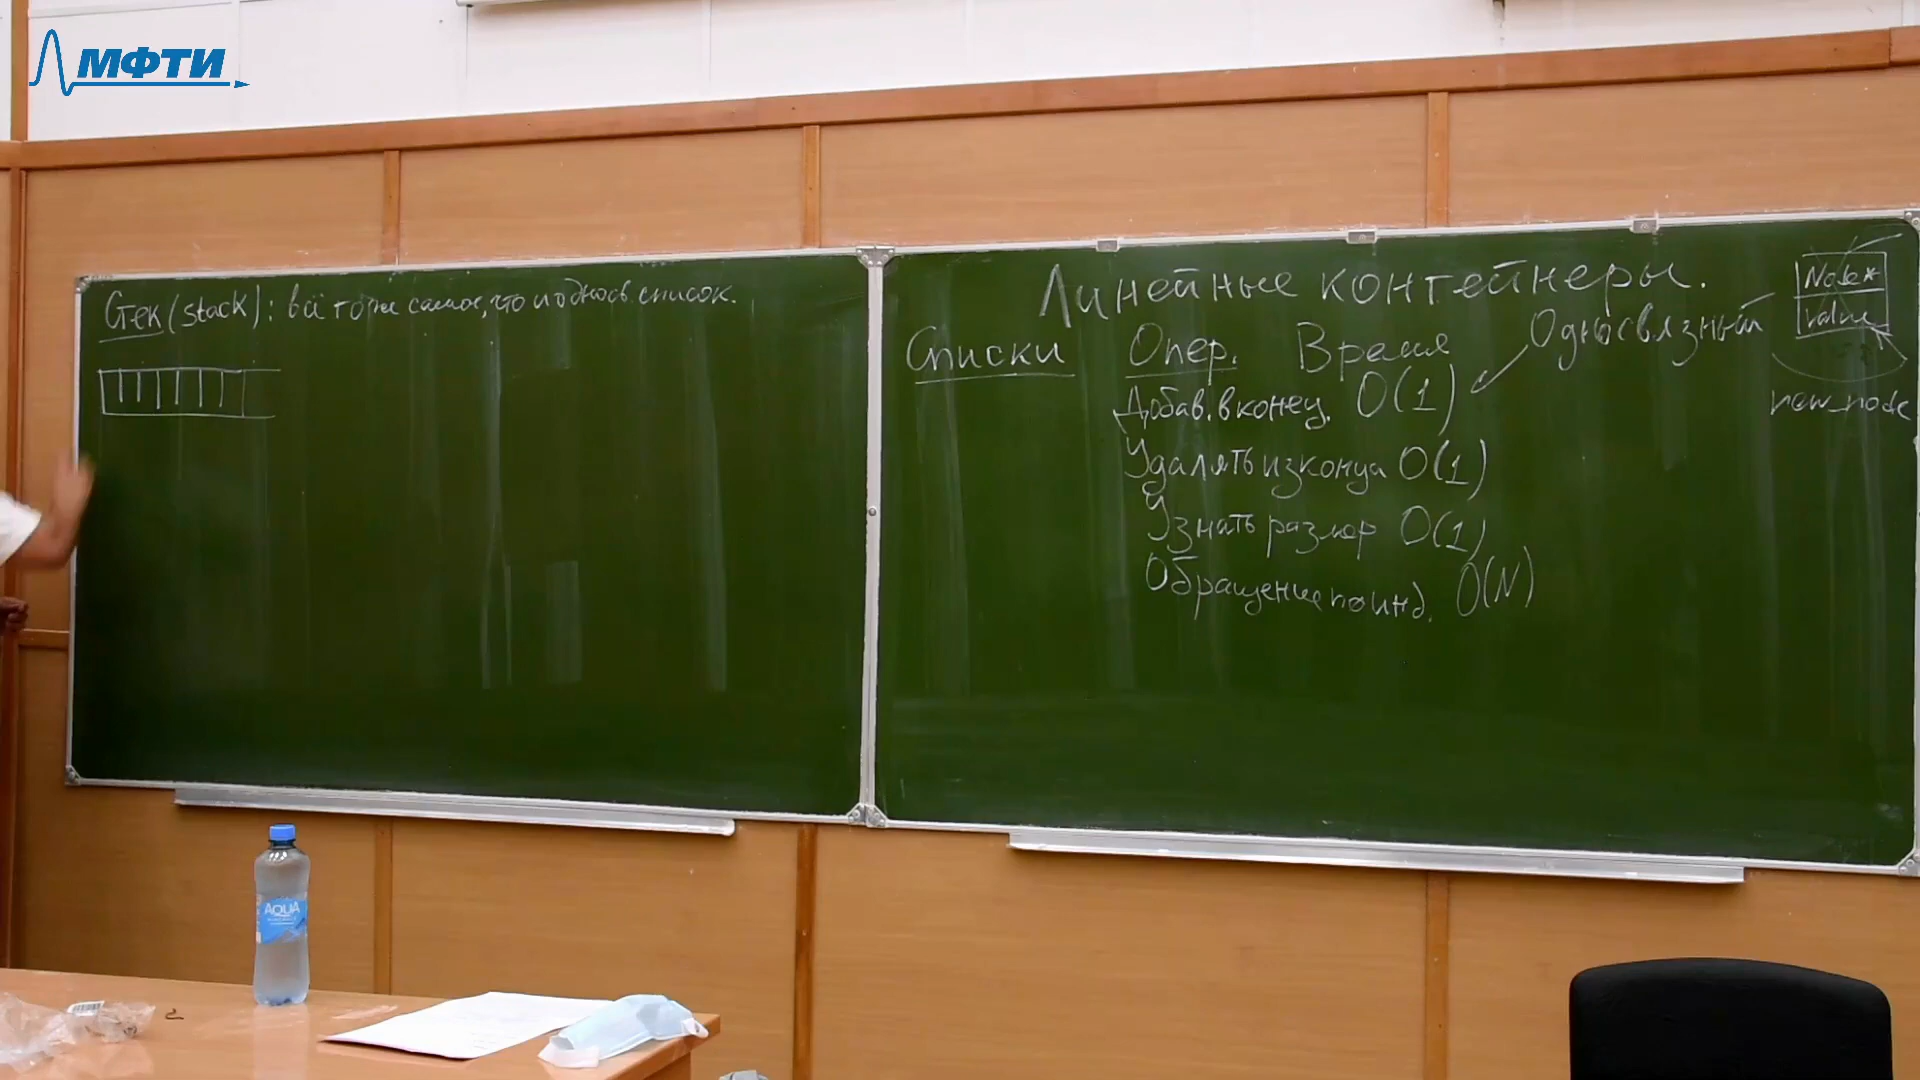 МФТИ
Стек (stack): всё то же самое, что и односв. список.
Линейные контейнеры.
Списки
Опер. Время
Добав. в конец. O(1)
Удалять из конца O(1)
Узнать размер O(1)
Обращение по инд. O(N)
Односвязный
Node*
value
new_node
AQUA